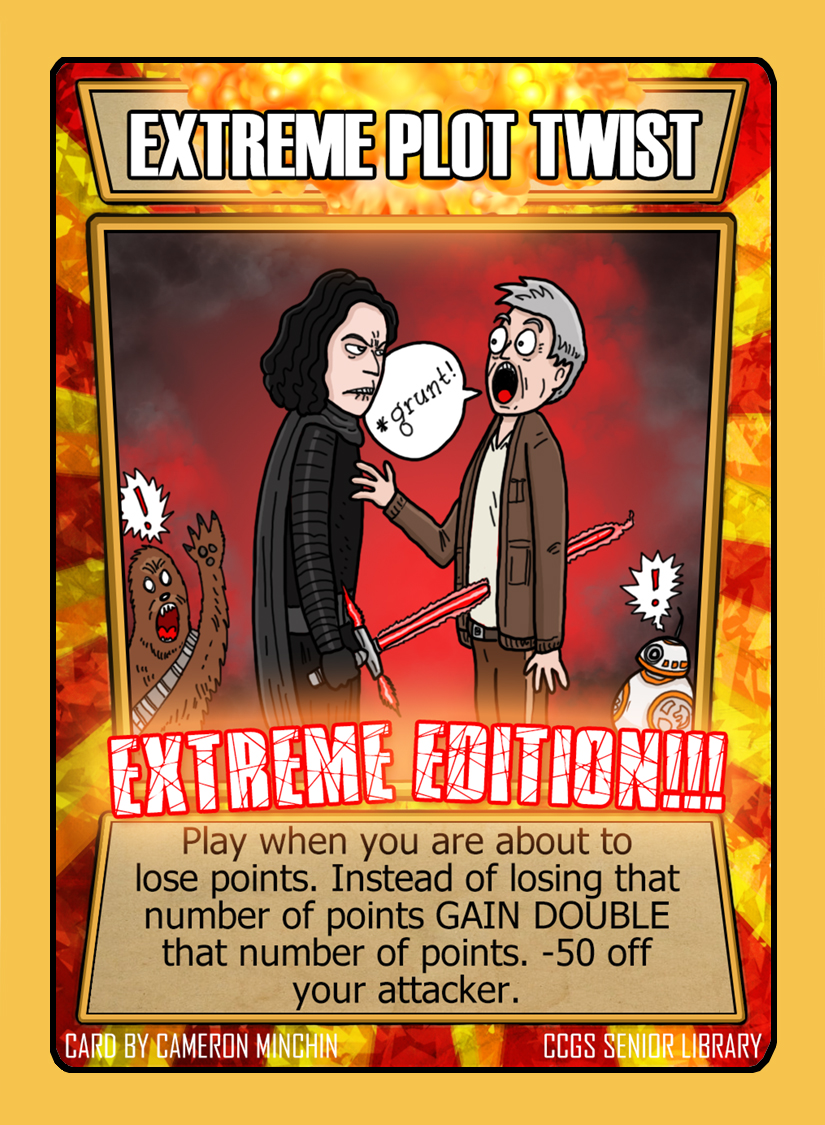 EXTREME PLOT TWIST
*grunt!
!
!
EXTREME EDITION!!!
Play when you are about to
lose points. Instead of losing that
number of points GAIN DOUBLE
that number of points. -50 off
your attacker.
CARD BY CAMERON MINCHIN
CCGS SENIOR LIBRARY